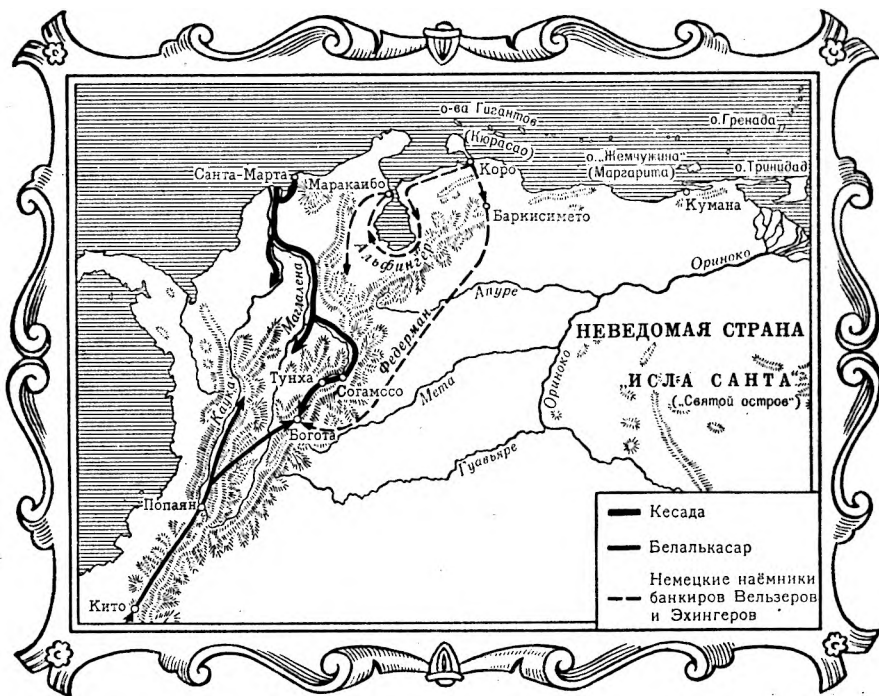 о-ва Гигантов
(Кюрасао)
о. Гренада
о. „Жемчужина“
(Маргарита)
о. Тринидад
Санта-Марта
Маракаибо
Коро
Кумана
Баркисимето
Альфингер
Ориноко
Магдалена
Апуре
Федерман
НЕВЕДОМАЯ СТРАНА
„ИСЛА САНТА“
(„Святой остров“)
Ориноко
Тунха
Согамоссо
Мета
Каука
Богота
Гуавьяре
Попаян
Кито
Кесада
Белалькасар
Немецкие наёмники
банкиров Вельзеров
и Эхингеров